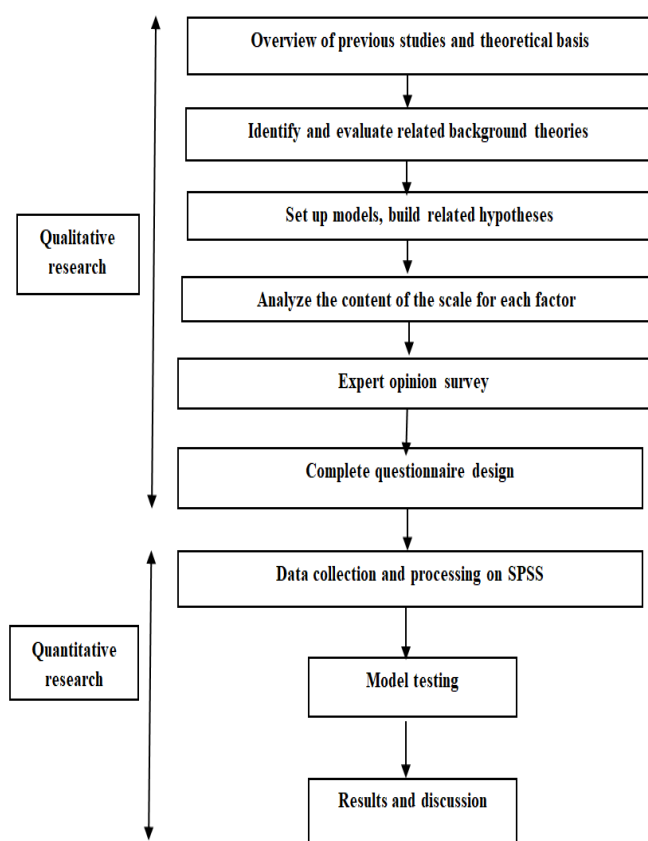 Overview of previous studies and theoretical basis
Identify and evaluate related background theories
Set up models, build related hypotheses
Qualitative
research
Analyze the content of the scale for each factor
Expert opinion survey
Complete questionnaire design
Data collection and processing on SPSS
Quantitative
research
Model testing
Results and discussion